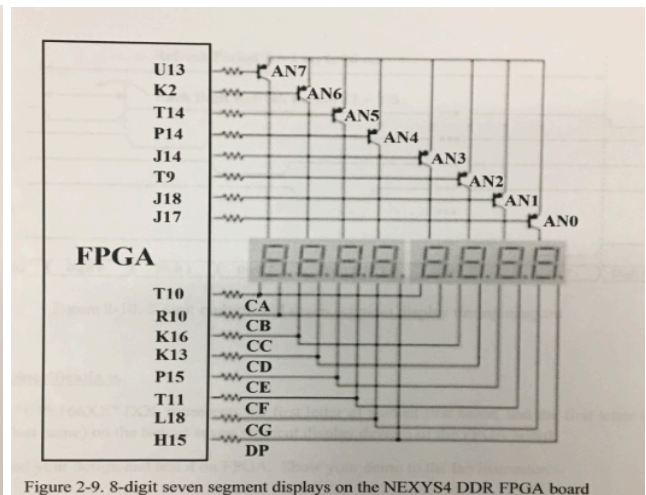 U13 AN7
K2 AN6
T14 AN5
P14 AN4
J14 AN3
T9 AN2
J18 AN1
J17 AN0
FPGA
T10
CA
R10
CB
K16
CC
K13
CD
P15
CE
T11
CF
L18
CG
H15
DP
Figure 2-9. 8-digit seven segment displays on the NEXYS4 DDR FPGA board